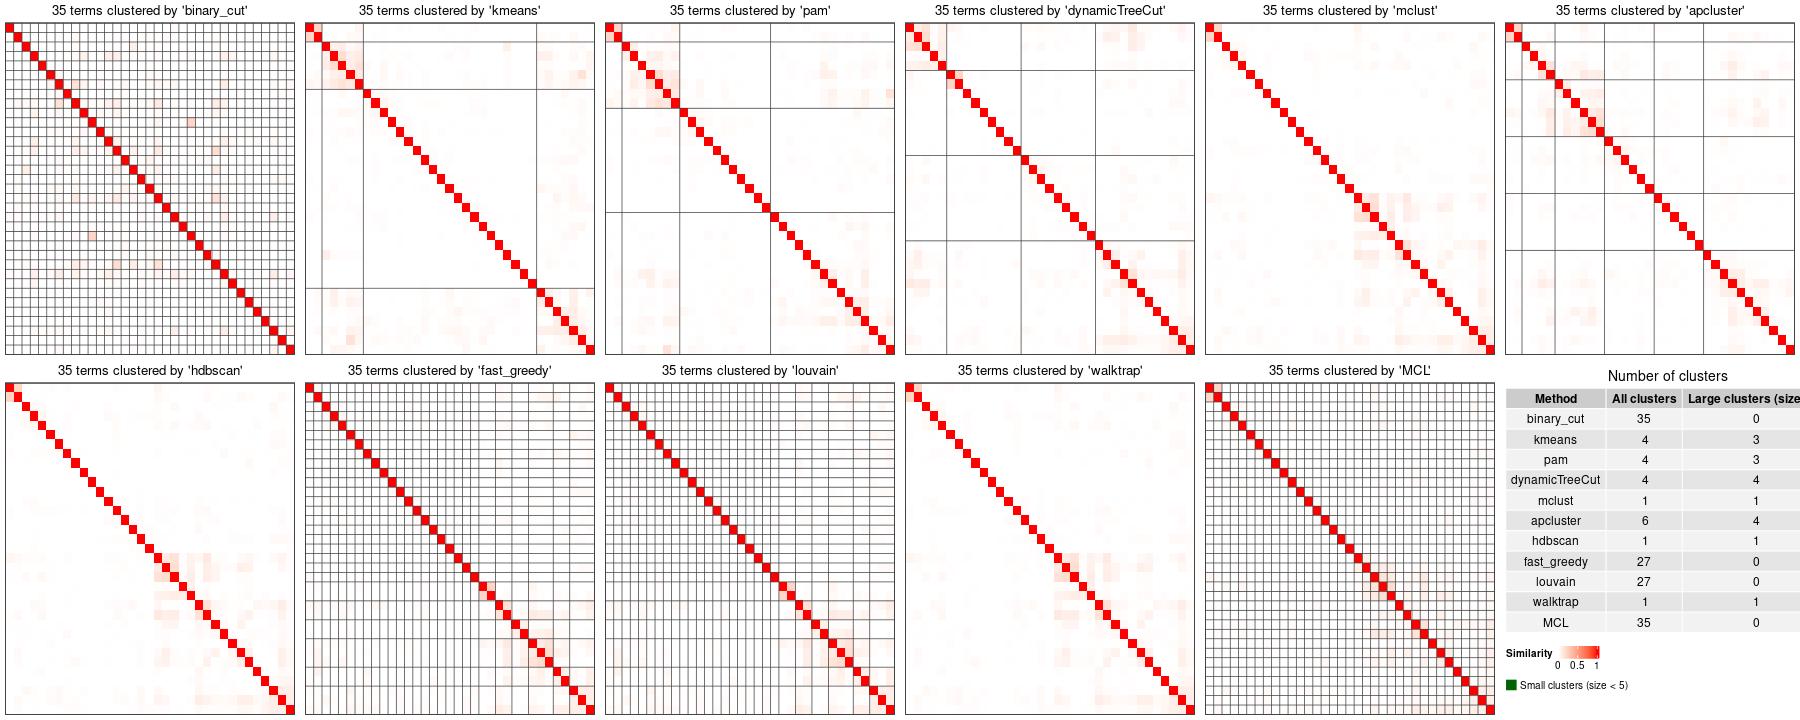 35 terms clustered by 'binary_cut'
35 terms clustered by 'kmeans'
35 terms clustered by 'pam'
35 terms clustered by 'dynamicTreeCut'
35 terms clustered by 'mclust'
35 terms clustered by 'apcluster'
35 terms clustered by 'hdbscan'
35 terms clustered by 'fast_greedy'
35 terms clustered by 'louvain'
35 terms clustered by 'walktrap'
35 terms clustered by 'MCL'
Number of clusters
Method All clusters Large clusters (size
binary_cut 35 0
kmeans 4 3
pam 4 3
dynamicTreeCut 4 4
mclust 1 1
apcluster 6 4
hdbscan 1 1
fast_greedy 27 0
louvain 27 0
walktrap 1 1
MCL 35 0
Similarity
0 0.5 1
Small clusters (size < 5)